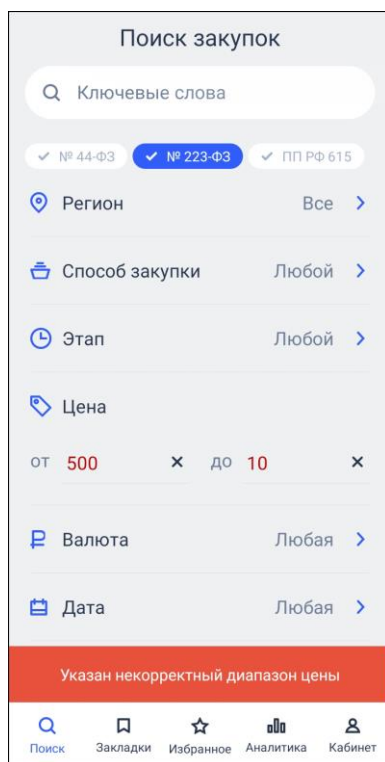 Поиск закупок
Ключевые слова
№ 44-ФЗ № 223-ФЗ ПП РФ 615
Регион Все
Способ закупки Любой
Этап Любой
Цена
от 500 до 10
Валюта Любая
Дата Любая
Указан некорректный диапазон цены
Поиск Закладки Избранное Аналитика Кабинет